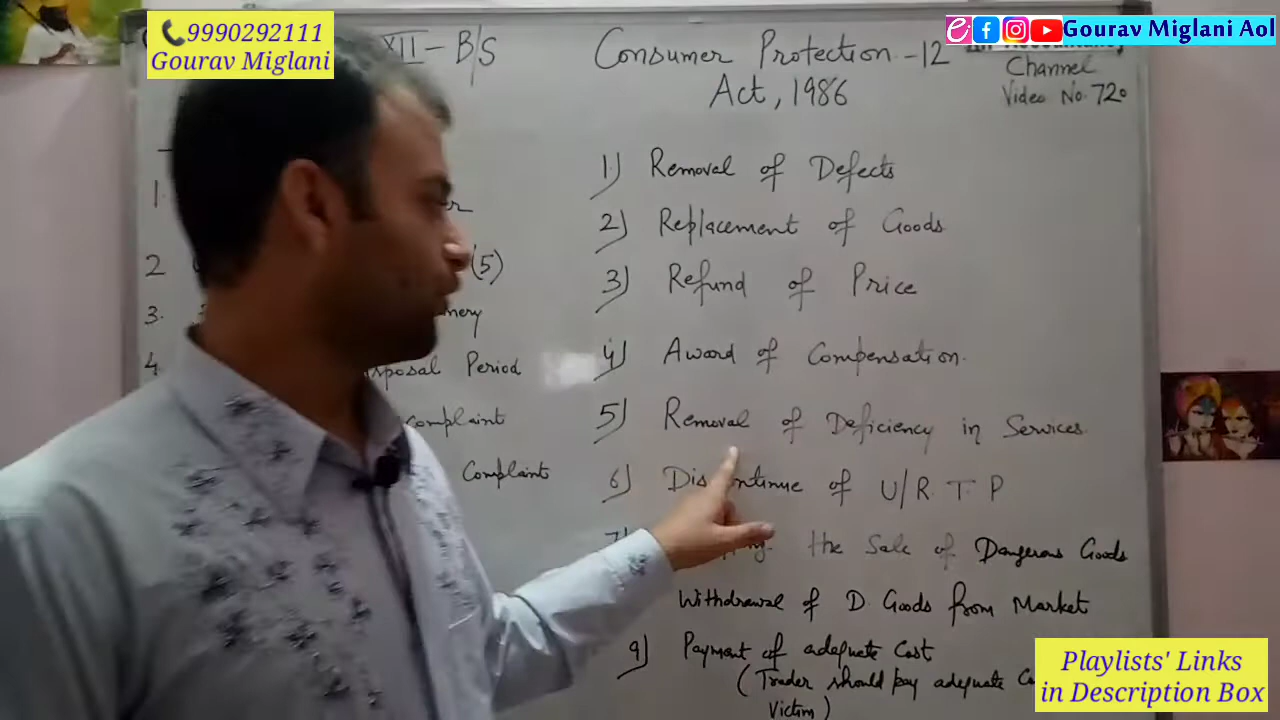 📞9990292111
Gourav Miglani
Gourav Miglani Aol
XII - B/S
Consumer Protection - 12
Act, 1986
Channel
Video No. 720
1.) Removal of Defects
2) Replacement of Goods
3) Refund of Price
4) Award of Compensation.
5) Removal of Deficiency in Services
6) of U/R. T. P
the Sale of Dangerous Goods
Withdrawal of D. Goods from Market
9) Payment of adequate Cost
(Trader should pay adequate
Victim)
1.
2 (5)
3.
4. Period
complaint
Complaint
Playlists' Links
in Description Box